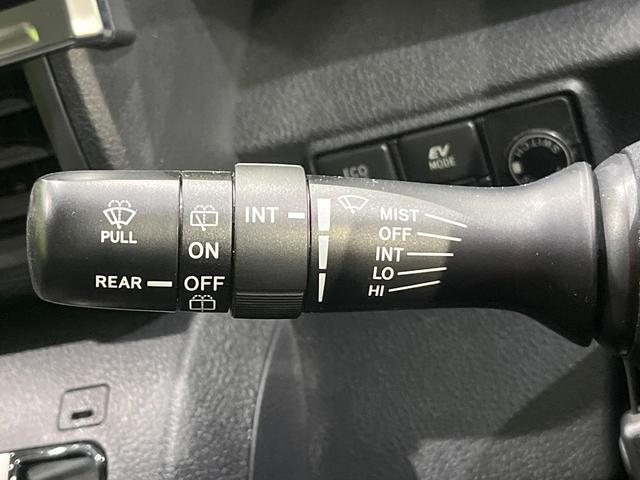 PULL
REAR
ON
OFF
INT
MIST
OFF
INT
LO
HI
ECO
EV
MODE